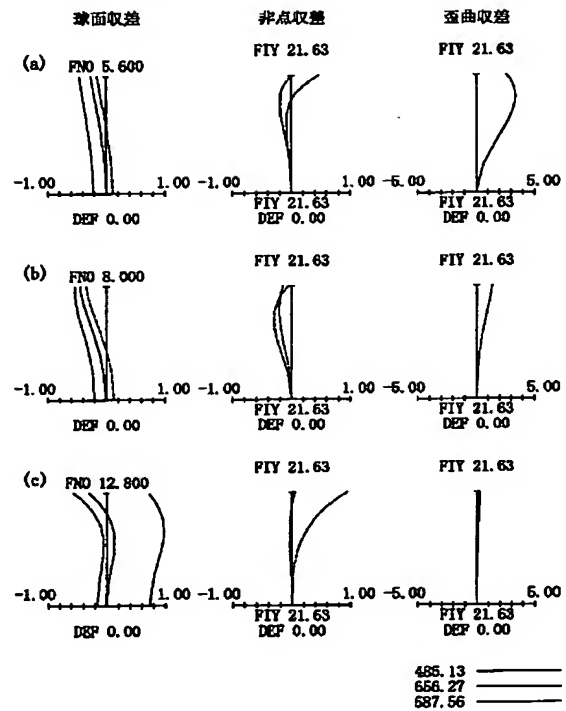 球面収差 非点収差 歪曲収差
(a) FNO 5.600 FIY 21.63 FIY 21.63
-1.00 1.00 -1.00 1.00 -5.00 5.00
DEF 0.00 FIY 21.63 DEF 0.00 FIY 21.63 DEF 0.00
(b) FNO 8.000 FIY 21.63 FIY 21.63
-1.00 1.00 -1.00 1.00 -5.00 5.00
DEF 0.00 FIY 21.63 DEF 0.00 FIY 21.63 DEF 0.00
(c) FNO 12.800 FIY 21.63 FIY 21.63
-1.00 1.00 -1.00 1.00 -5.00 5.00
DEF 0.00 FIY 21.63 DEF 0.00 FIY 21.63 DEF 0.00
485.13
656.27
587.56